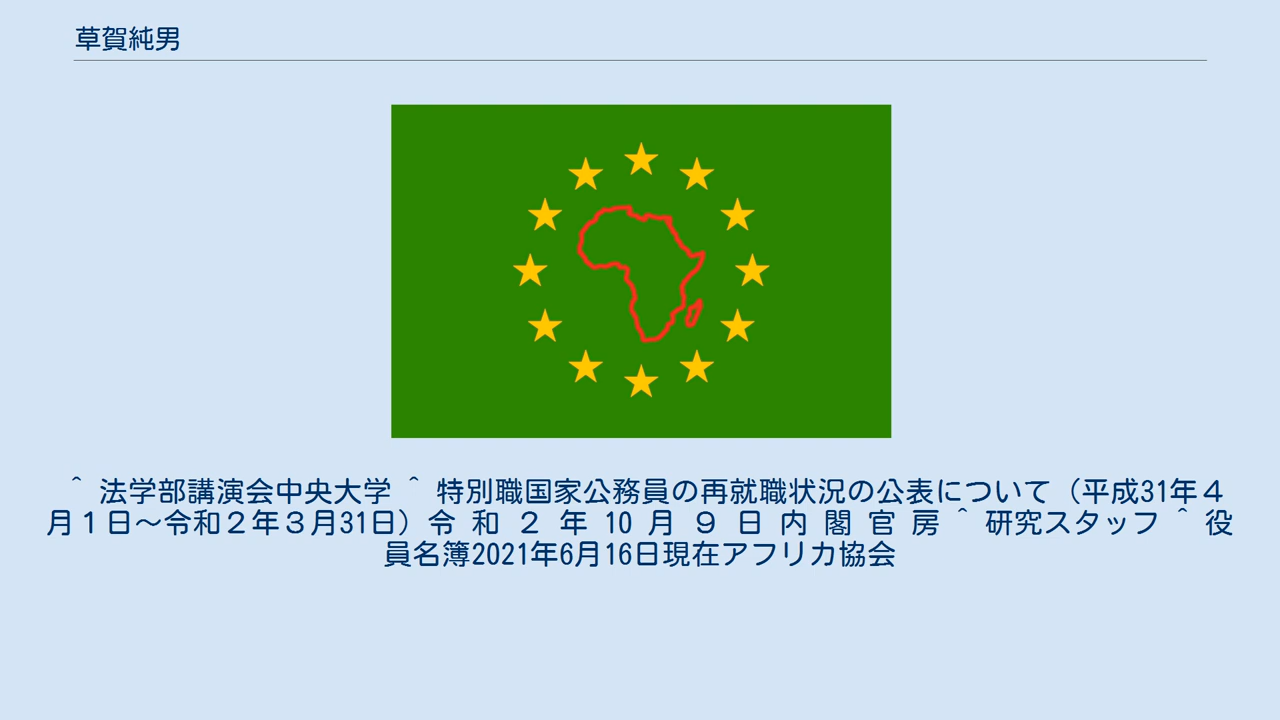 草賀純男
^ 法学部講演会中央大学 ^ 特別職国家公務員の再就職状況の公表について（平成31年４
月１日～令和２年３月31日）令 和 ２ 年 10 月 ９ 日 内 閣 官 房 ^ 研究スタッフ ^ 役
員名簿2021年6月16日現在アフリカ協会